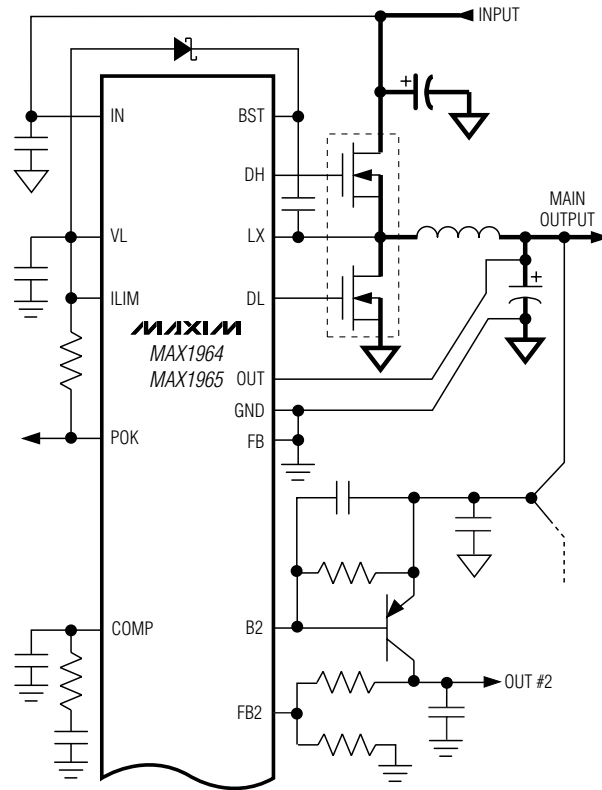 INPUT
IN
BST
DH
MAIN
OUTPUT
VL
LX
ILIM
DL
MAXIM
MAX1964
MAX1965
OUT
GND
POK
FB
COMP
B2
OUT #2
FB2
+
+